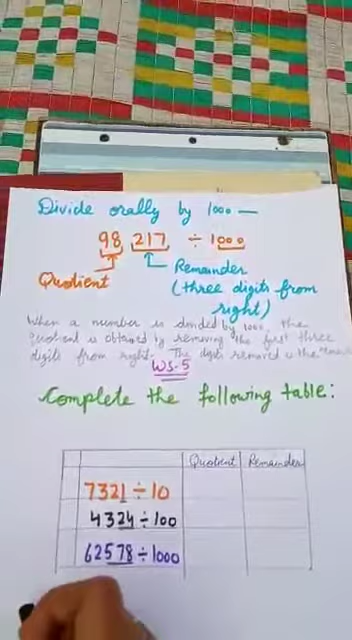 Divide orally by 1000 —
98 217 ÷ 1000
Quotient
Remainder
(three digits from
right)
When a number is divided by 1000, the
quotient is obtained by removing the first three
digits from right. The digits removed is the
WS-5
Complete the following table:
Quotient Remainder
7321 ÷ 10
4324 ÷ 100
62578 ÷ 1000